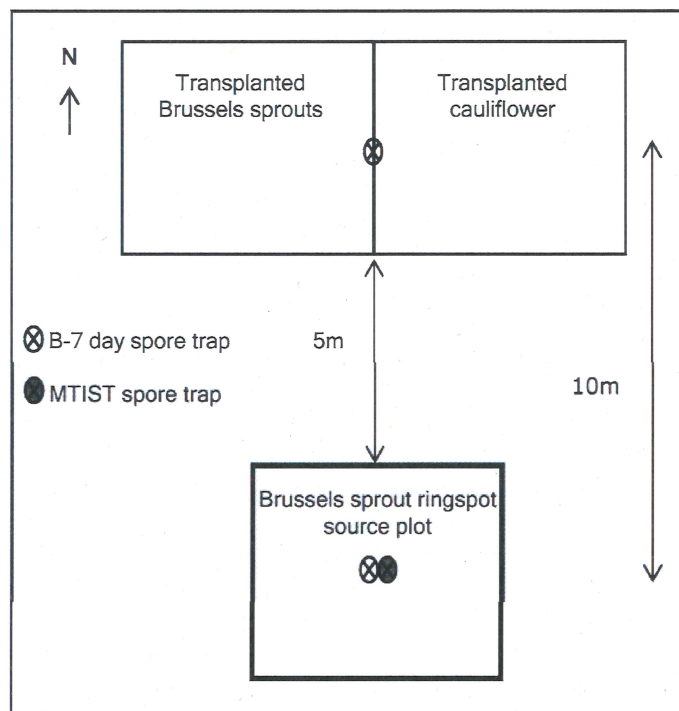 N
Transplanted
Brussels sprouts
Transplanted
cauliflower
B-7 day spore trap
5m
MTIST spore trap
10m
Brussels sprout ringspot
source plot